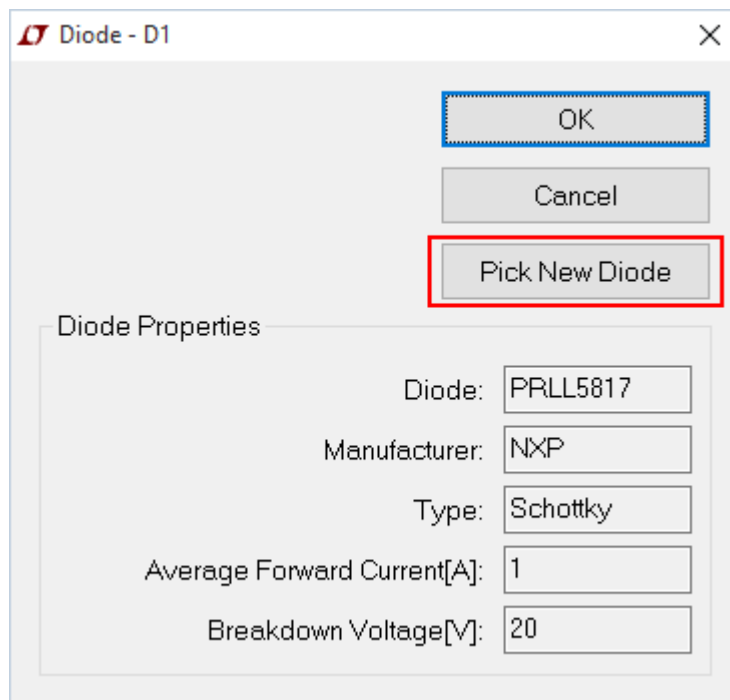 Diode - D1
OK
Cancel
Pick New Diode
Diode Properties
Diode: PRLL5817
Manufacturer: NXP
Type: Schottky
Average Forward Current[A]: 1
Breakdown Voltage[V]: 20